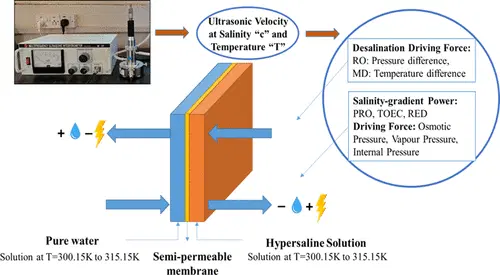 Ultrasonic Velocity
at Salinity “c” and
Temperature “T”
Desalination Driving Force:
RO: Pressure difference,
MD: Temperature difference
Salinity-gradient Power:
PRO, TOEC, RED
Driving Force: Osmotic
Pressure, Vapour Pressure,
Internal Pressure
+ −
− +
Pure water
Solution at T=300.15K to 315.15K
Semi-permeable
membrane
Hypersaline Solution
Solution at T=300.15K to 315.15K